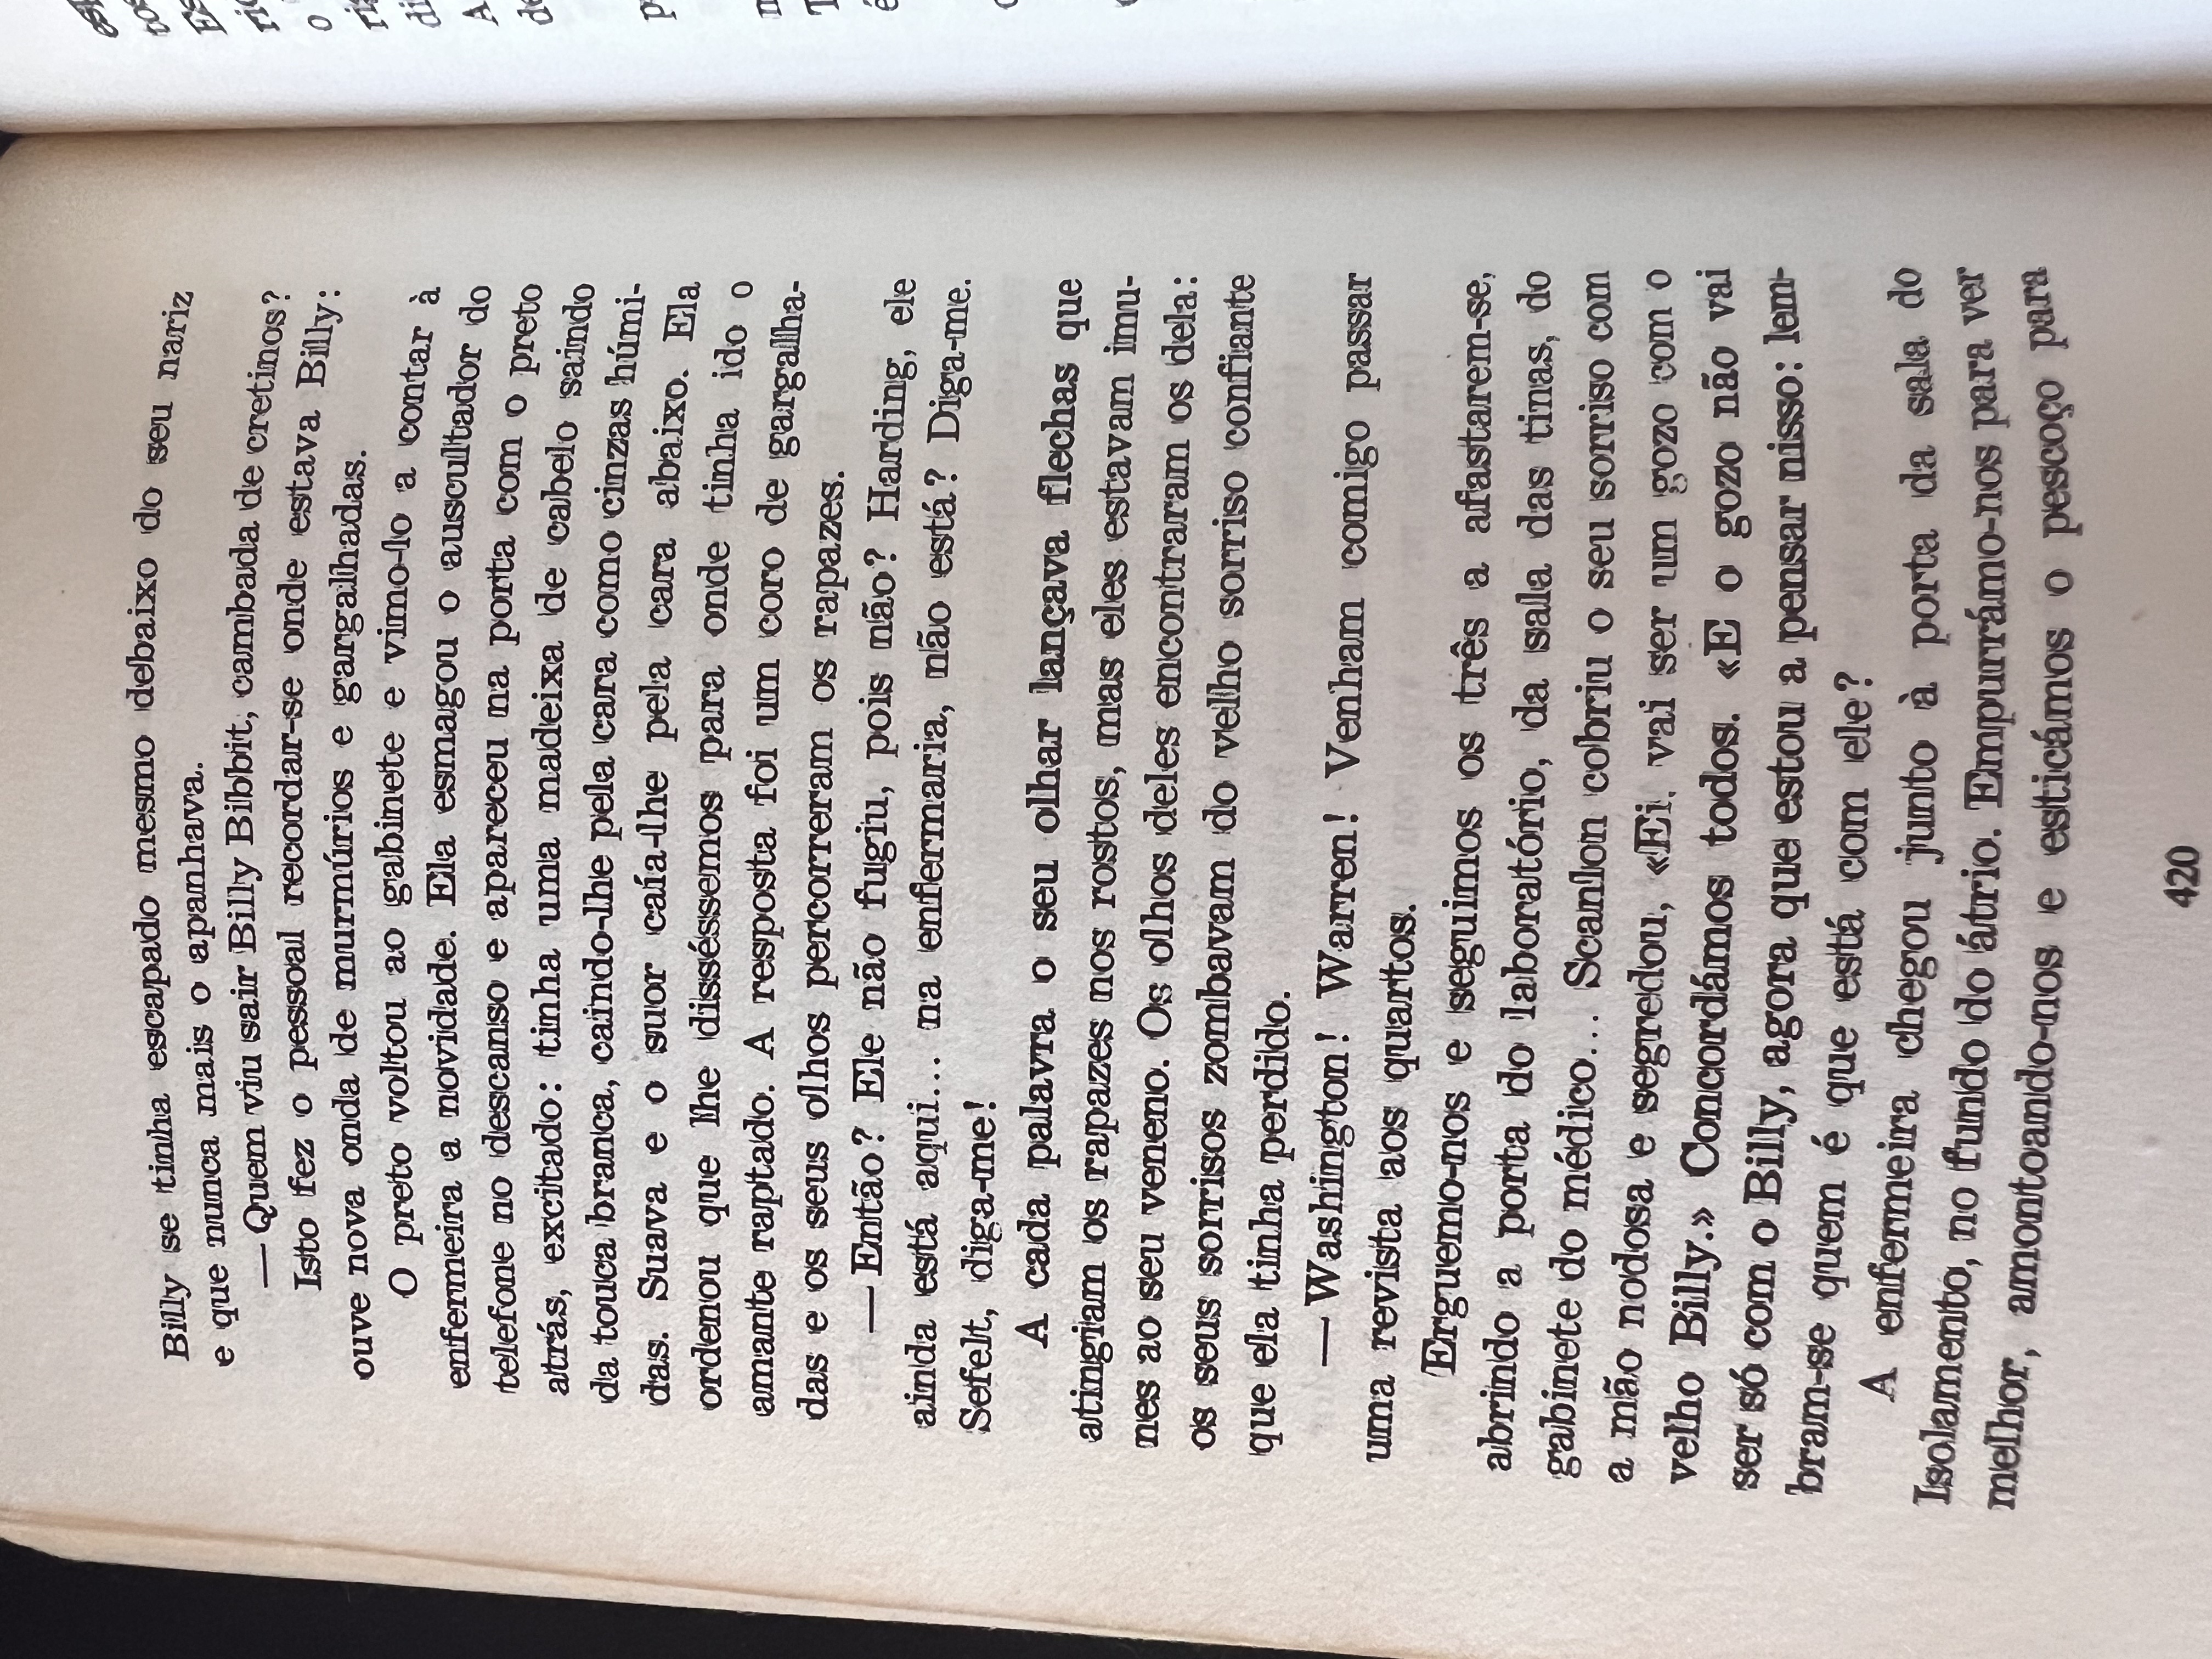 Billy se tinha escapado mesmo debaixo do seu nariz
e que nunca mais o apanhava.
— Quem viu sair Billy Bibbit, cambada de cretinos?
Isto fez o pessoal recordar-se onde estava Billy:
ouve nova onda de murmúrios e gargalhadas.
O preto voltou ao gabinete e vimo-lo a contar à
enfermeira a novidade. Ela esmagou o auscultador do
telefone no descanso e apareceu na porta com o preto
atrás, excitado: tinha uma madeixa de cabelo saindo
da touca branca, caindo-lhe pela cara como cinzas húmi-
das. Suava e o suor caía-lhe pela cara abaixo. Ela
ordenou que lhe disséssemos para onde tinha ido o
amante raptado. A resposta foi um coro de gargalha-
das e os seus olhos percorreram os rapazes.
— Então? Ele não fugiu, pois não? Harding, ele
ainda está aqui... na enfermaria, não está? Diga-me.
Sefelt, diga-me!
A cada palavra o seu olhar lançava flechas que
atingiam os rapazes nos rostos, mas eles estavam imu-
nes ao seu veneno. Os olhos deles encontraram os dela:
os seus sorrisos zombavam do velho sorriso confiante
que ela tinha perdido.
— Washington! Warren! Venham comigo passar
uma revista aos quartos.
Erguemo-nos e seguimos os três a afastarem-se,
abrindo a porta do laboratório, da sala das tinas, do
gabinete do médico... Scanlon cobriu o seu sorriso com
a mão nodosa e segredou, «Ei. vai ser um gozo com o
velho Billy.» Concordámos todos. «E o gozo não vai
ser só com o Billy, agora que estou a pensar nisso: lem-
bram-se quem é que está com ele?
A enfermeira chegou junto à porta da sala do
Isolamento, no fundo do átrio. Empurrámo-nos para ver
melhor, amontoando-nos e esticámos o pescoço para
420